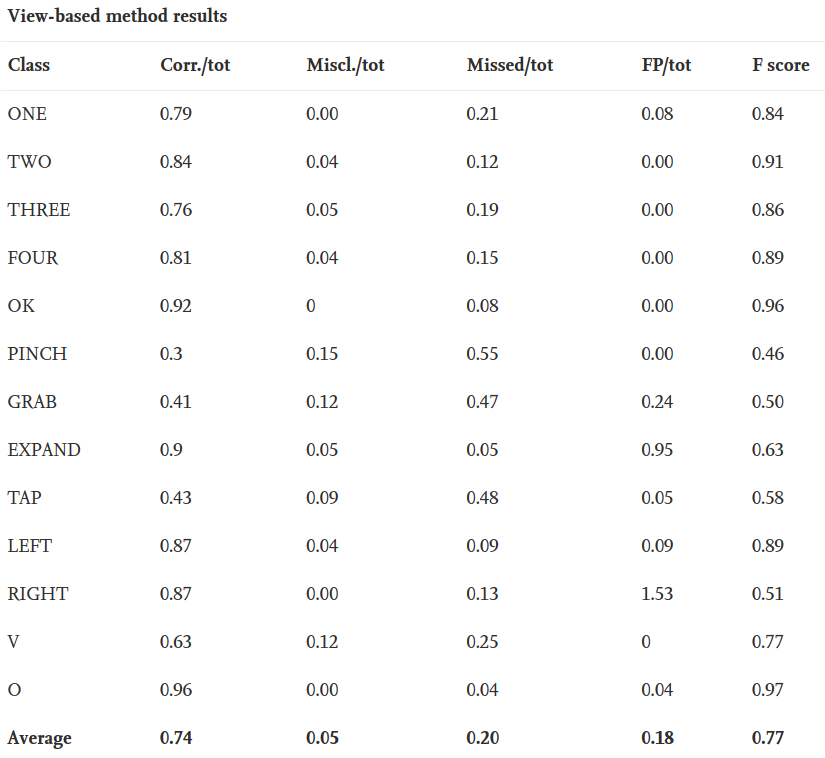 View-based method results
Class Corr./tot Miscl./tot Missed/tot FP/tot F score
ONE 0.79 0.00 0.21 0.08 0.84
TWO 0.84 0.04 0.12 0.00 0.91
THREE 0.76 0.05 0.19 0.00 0.86
FOUR 0.81 0.04 0.15 0.00 0.89
OK 0.92 0 0.08 0.00 0.96
PINCH 0.3 0.15 0.55 0.00 0.46
GRAB 0.41 0.12 0.47 0.24 0.50
EXPAND 0.9 0.05 0.05 0.95 0.63
TAP 0.43 0.09 0.48 0.05 0.58
LEFT 0.87 0.04 0.09 0.09 0.89
RIGHT 0.87 0.00 0.13 1.53 0.51
V 0.63 0.12 0.25 0 0.77
O 0.96 0.00 0.04 0.04 0.97
Average 0.74 0.05 0.20 0.18 0.77